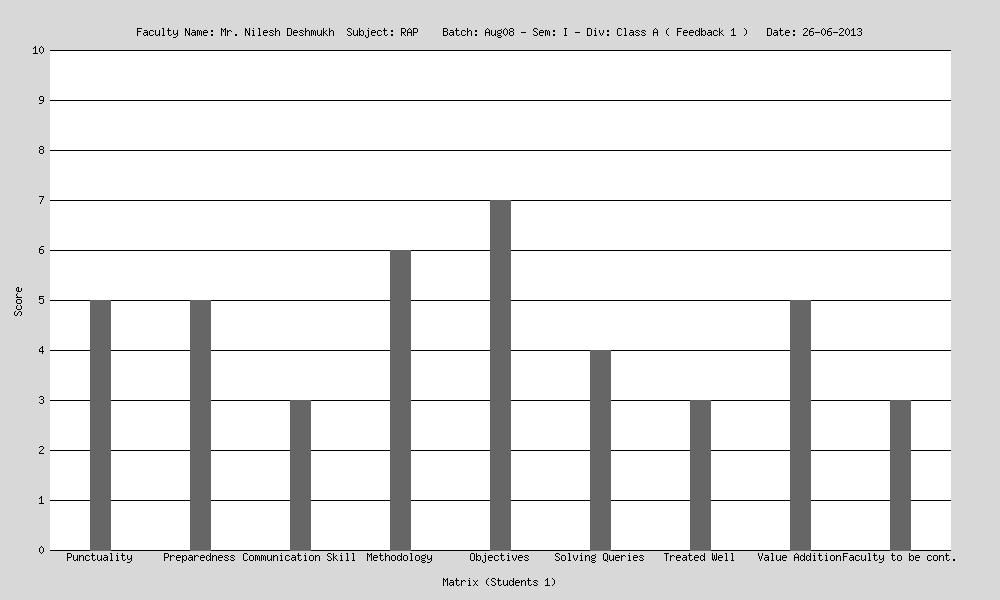 Faculty Name: Mr. Nilesh Deshmukh  Subject: RAP    Batch: Aug08 - Sem: I - Div: Class A ( Feedback 1 )   Date: 26-06-2013
10
9
8
7
6
5
4
3
2
1
0
Score
Punctuality Preparedness Communication Skill Methodology Objectives Solving Queries Treated Well Value Addition Faculty to be cont.
Matrix (Students 1)